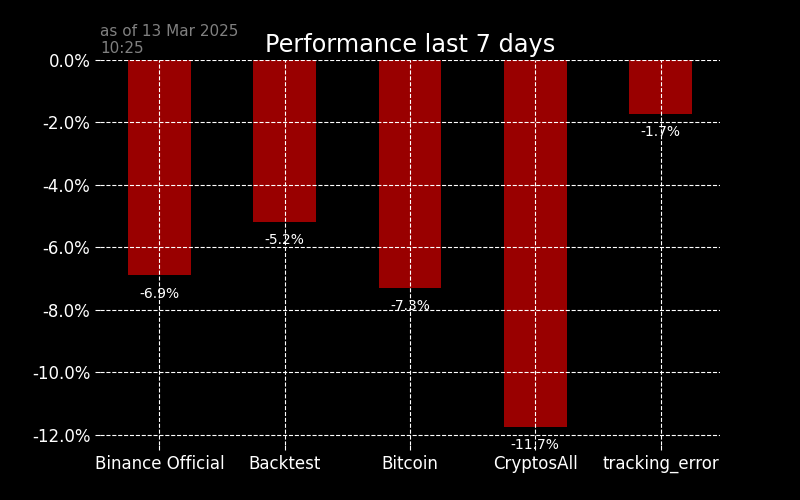 as of 13 Mar 2025
10:25
Performance last 7 days
0.0%
-2.0%
-4.0%
-6.0%
-8.0%
-10.0%
-12.0%
-6.9%
-5.2%
-7.3%
-11.7%
-1.7%
Binance Official
Backtest
Bitcoin
CryptosAll
tracking_error